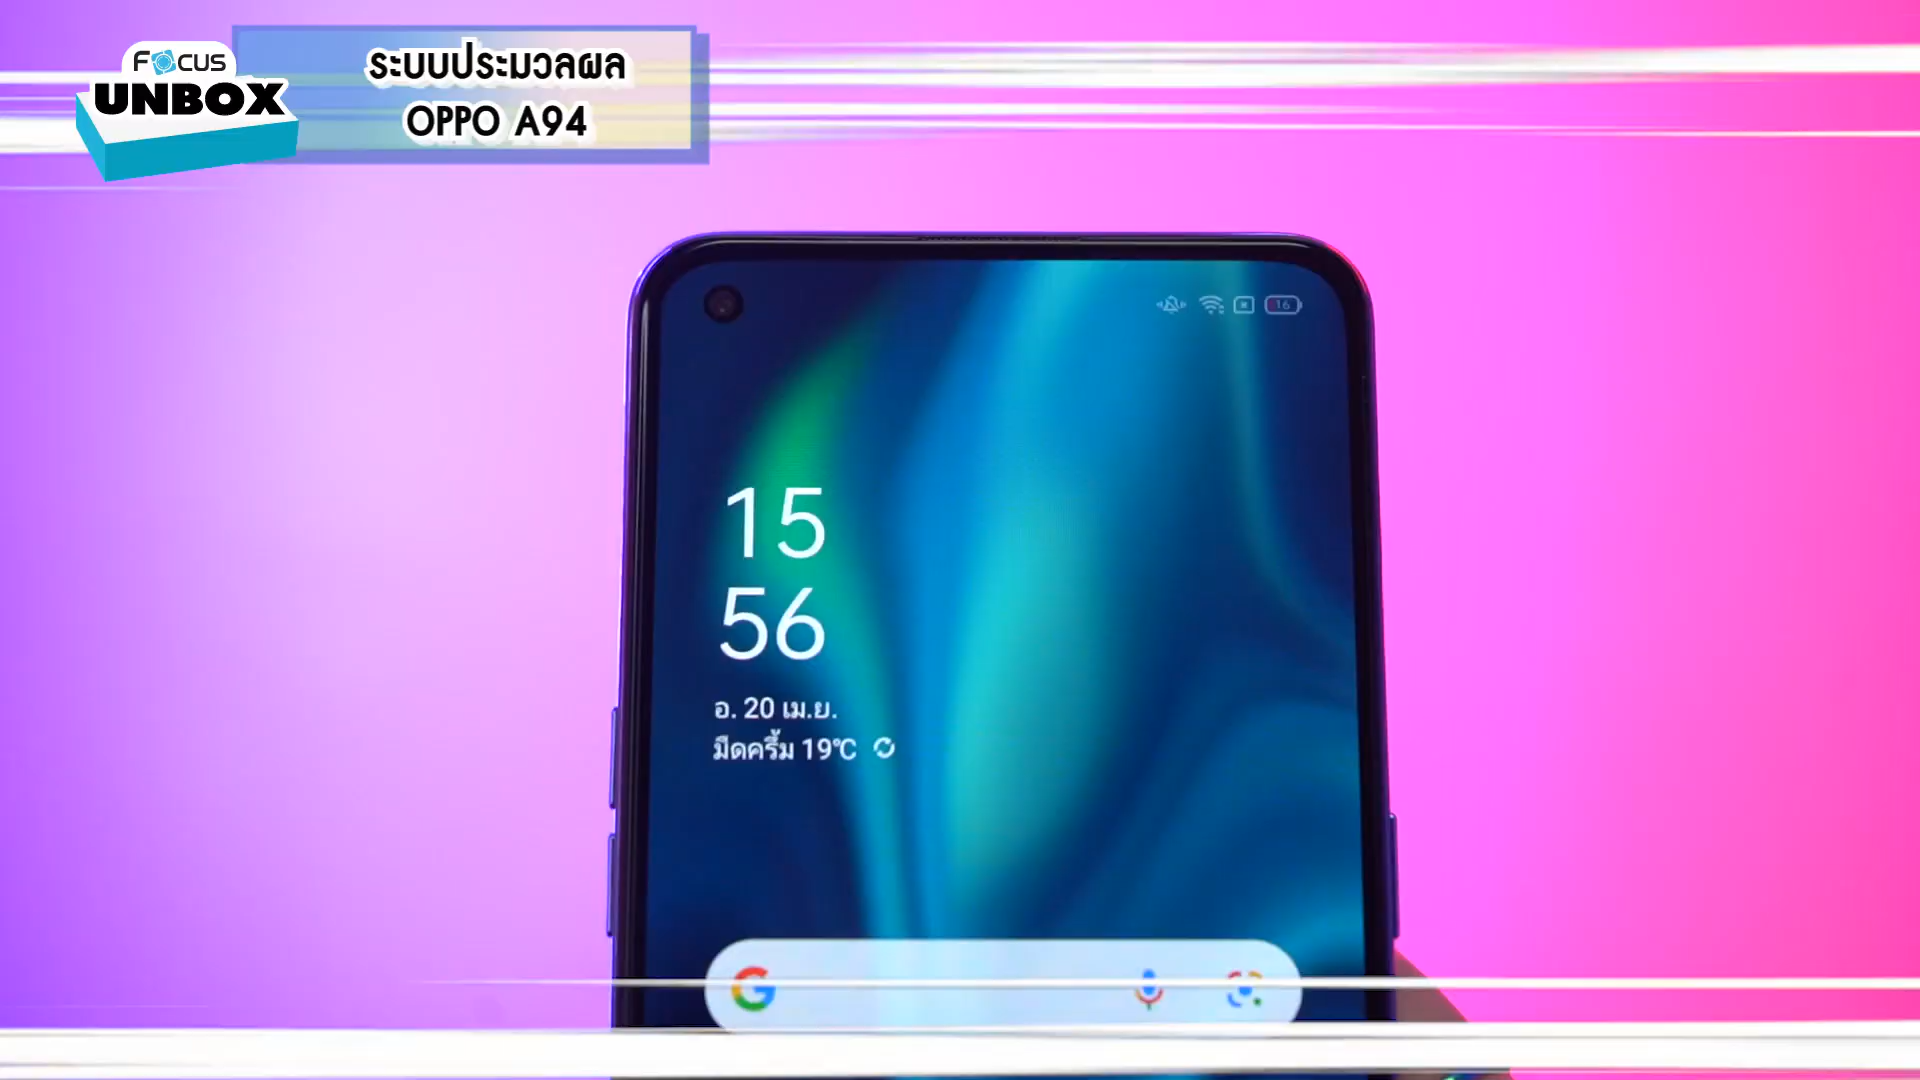 FOCUS
UNBOX
ระบบประมวลผล
OPPO A94
16
15
56
อ. 20 เม.ย.
มืดครึ้ม 19°C